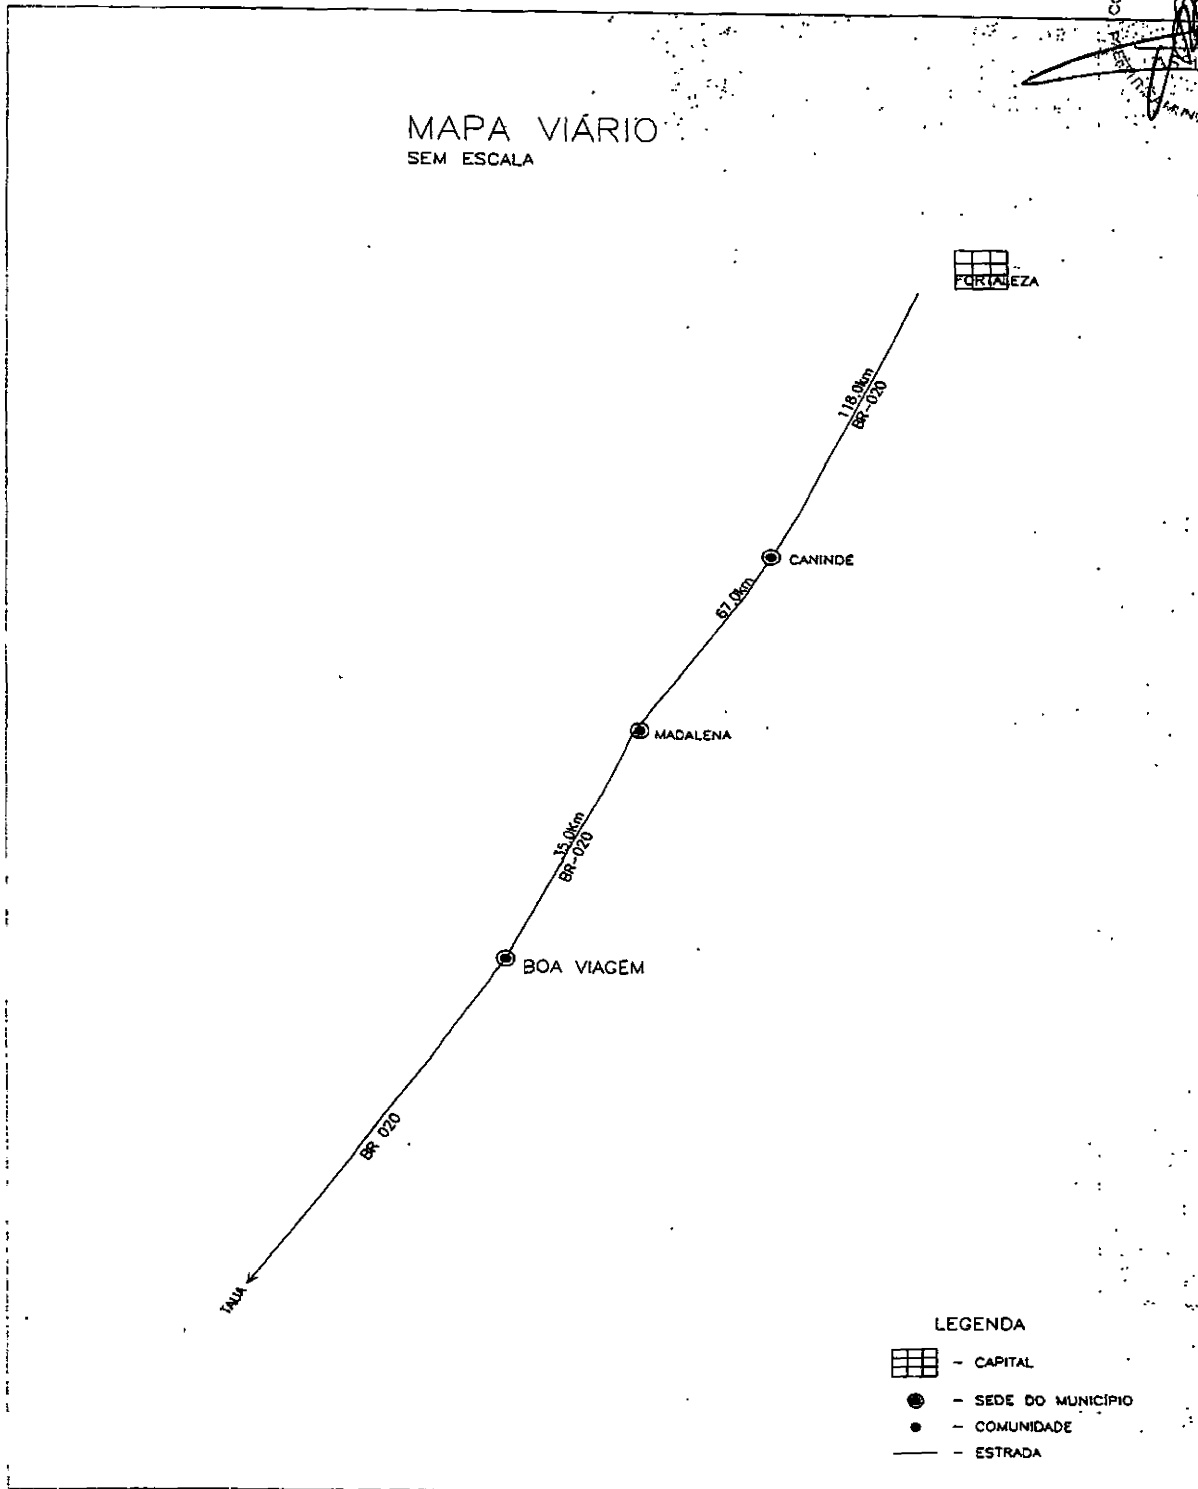 MAPA VIÁRIO
SEM ESCALA
FORTALEZA
118.0km
BR-020
CANINDÉ
67.0km
MADALENA
35.0Km
BR-020
BOA VIAGEM
BR 020
TAUA
LEGENDA
- CAPITAL
- SEDE DO MUNICÍPIO
- COMUNIDADE
- ESTRADA